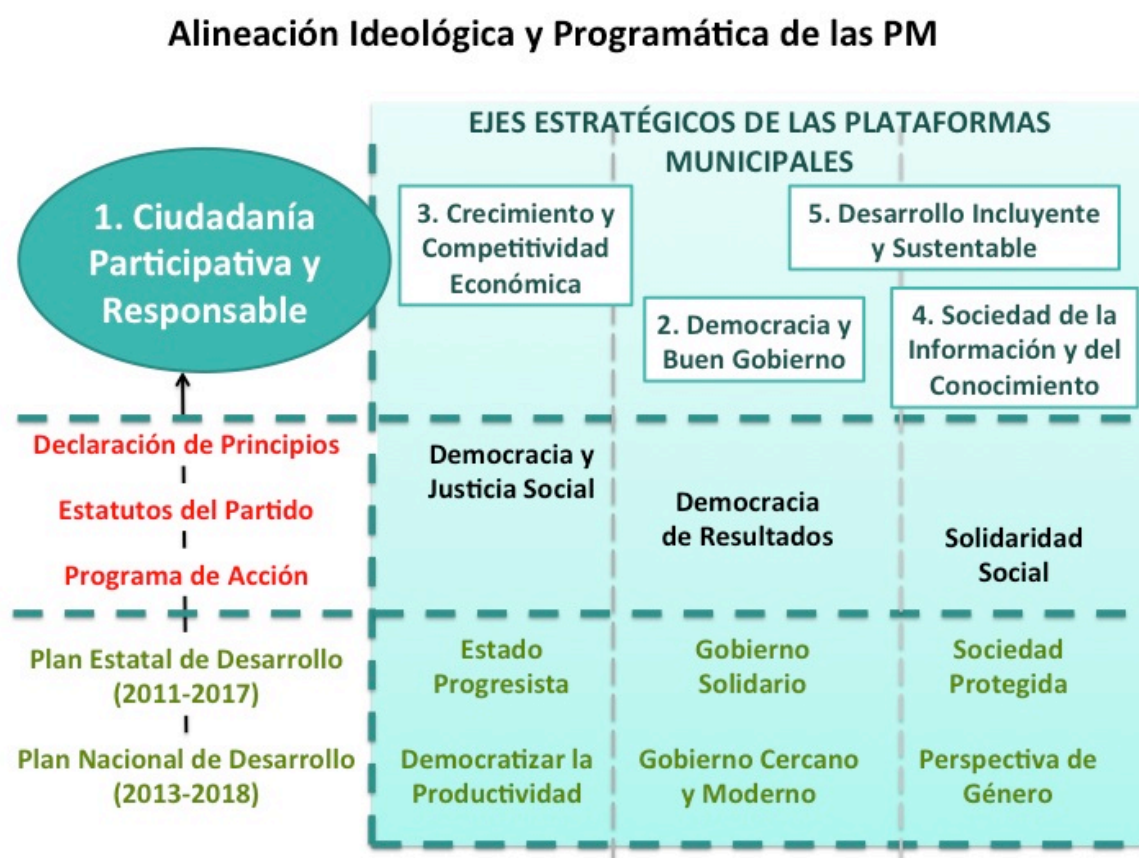 Alineación Ideológica y Programática de las PM
EJES ESTRATÉGICOS DE LAS PLATAFORMAS
MUNICIPALES
1. Ciudadanía
Participativa y
Responsable
3. Crecimiento y
Competitividad
Económica
5. Desarrollo Incluyente
y Sustentable
2. Democracia y
Buen Gobierno
4. Sociedad de la
Información y del
Conocimiento
Declaración de Principios
Estatutos del Partido
Programa de Acción
Democracia y
Justicia Social
Democracia
de Resultados
Solidaridad
Social
Plan Estatal de Desarrollo
(2011-2017)
Estado
Progresista
Gobierno
Solidario
Sociedad
Protegida
Plan Nacional de Desarrollo
(2013-2018)
Democratizar la
Productividad
Gobierno Cercano
y Moderno
Perspectiva de
Género